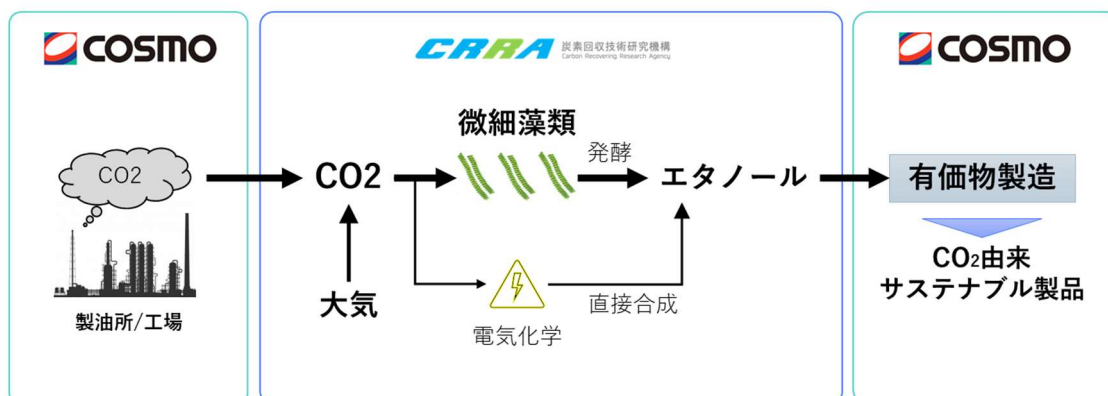 COSMO
CO2
製油所/工場
CRRA 炭素回収技術研究機構
Carbon Recovering Research Agency
微細藻類
CO2
発酵
エタノール
大気
電気化学
直接合成
COSMO
有価物製造
CO₂由来
サステナブル製品